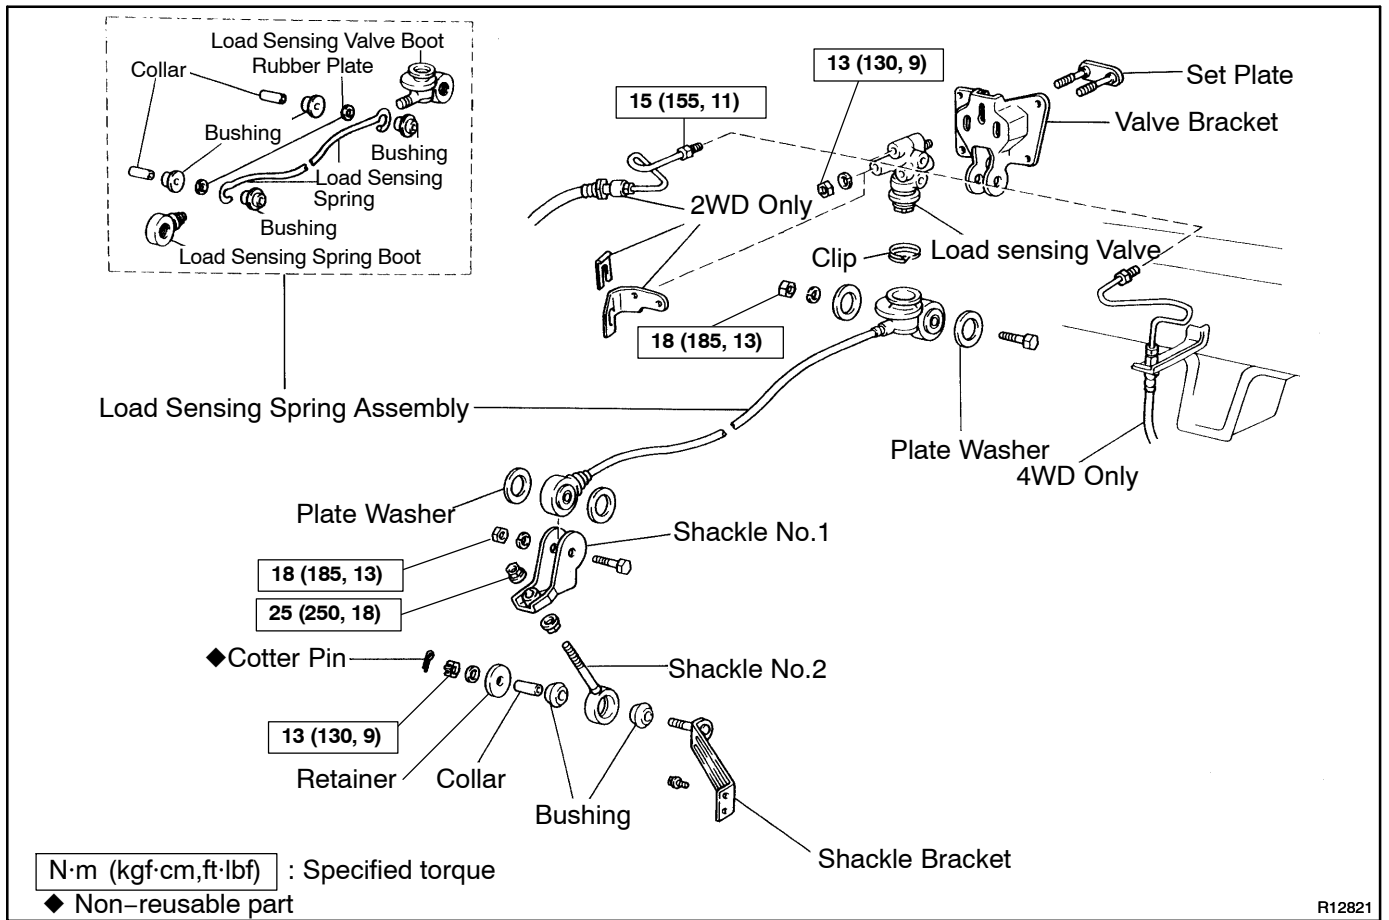 Load Sensing Valve Boot
Rubber Plate
Collar
Bushing
Bushing
Load Sensing
Spring
Bushing
Load Sensing Spring Boot
13 (130, 9)
Set Plate
15 (155, 11)
Valve Bracket
2WD Only
Load sensing Valve
Clip
18 (185, 13)
Load Sensing Spring Assembly
Plate Washer
4WD Only
Plate Washer
Shackle No.1
18 (185, 13)
25 (250, 18)
◆Cotter Pin
Shackle No.2
13 (130, 9)
Retainer
Collar
Bushing
Shackle Bracket
N·m (kgf·cm,ft·lbf) : Specified torque
◆ Non−reusable part
R12821